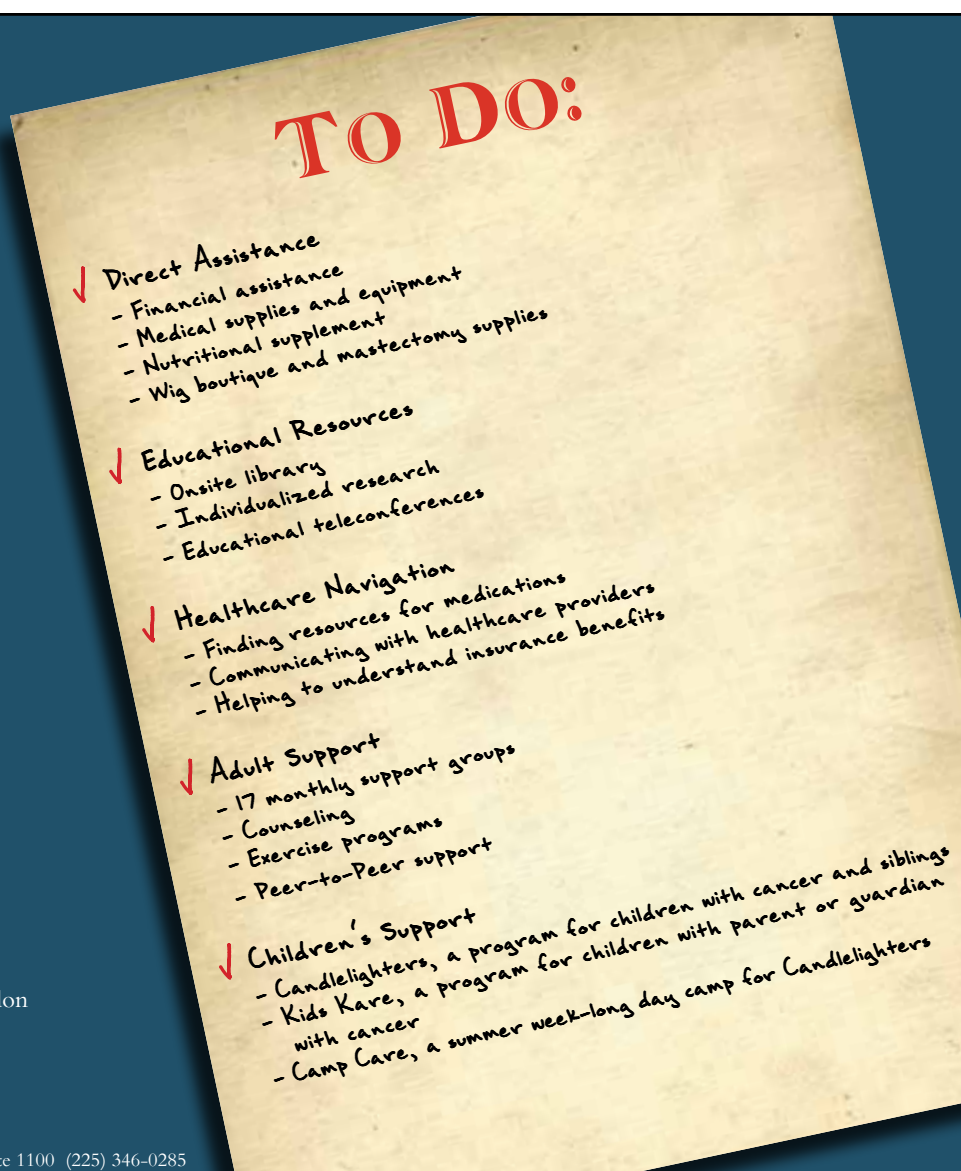 To Do:
Direct Assistance
- Financial assistance
- Medical supplies and equipment
- Nutritional supplement
- Wig boutique and mastectomy supplies
Educational Resources
- Onsite library
- Individualized research
- Educational teleconferences
Healthcare Navigation
- Finding resources for medications
- Communicating with healthcare providers
- Helping to understand insurance benefits
Adult Support
- 17 monthly support groups
- Counseling
- Exercise programs
- Peer-to-Peer support
Children's Support
- Candlelighters, a program for children with cancer and siblings
- Kids Kare, a program for children with parent or guardian
with cancer
- Camp Care, a summer week-long day camp for Candlelighters
1100 (225) 346-0285